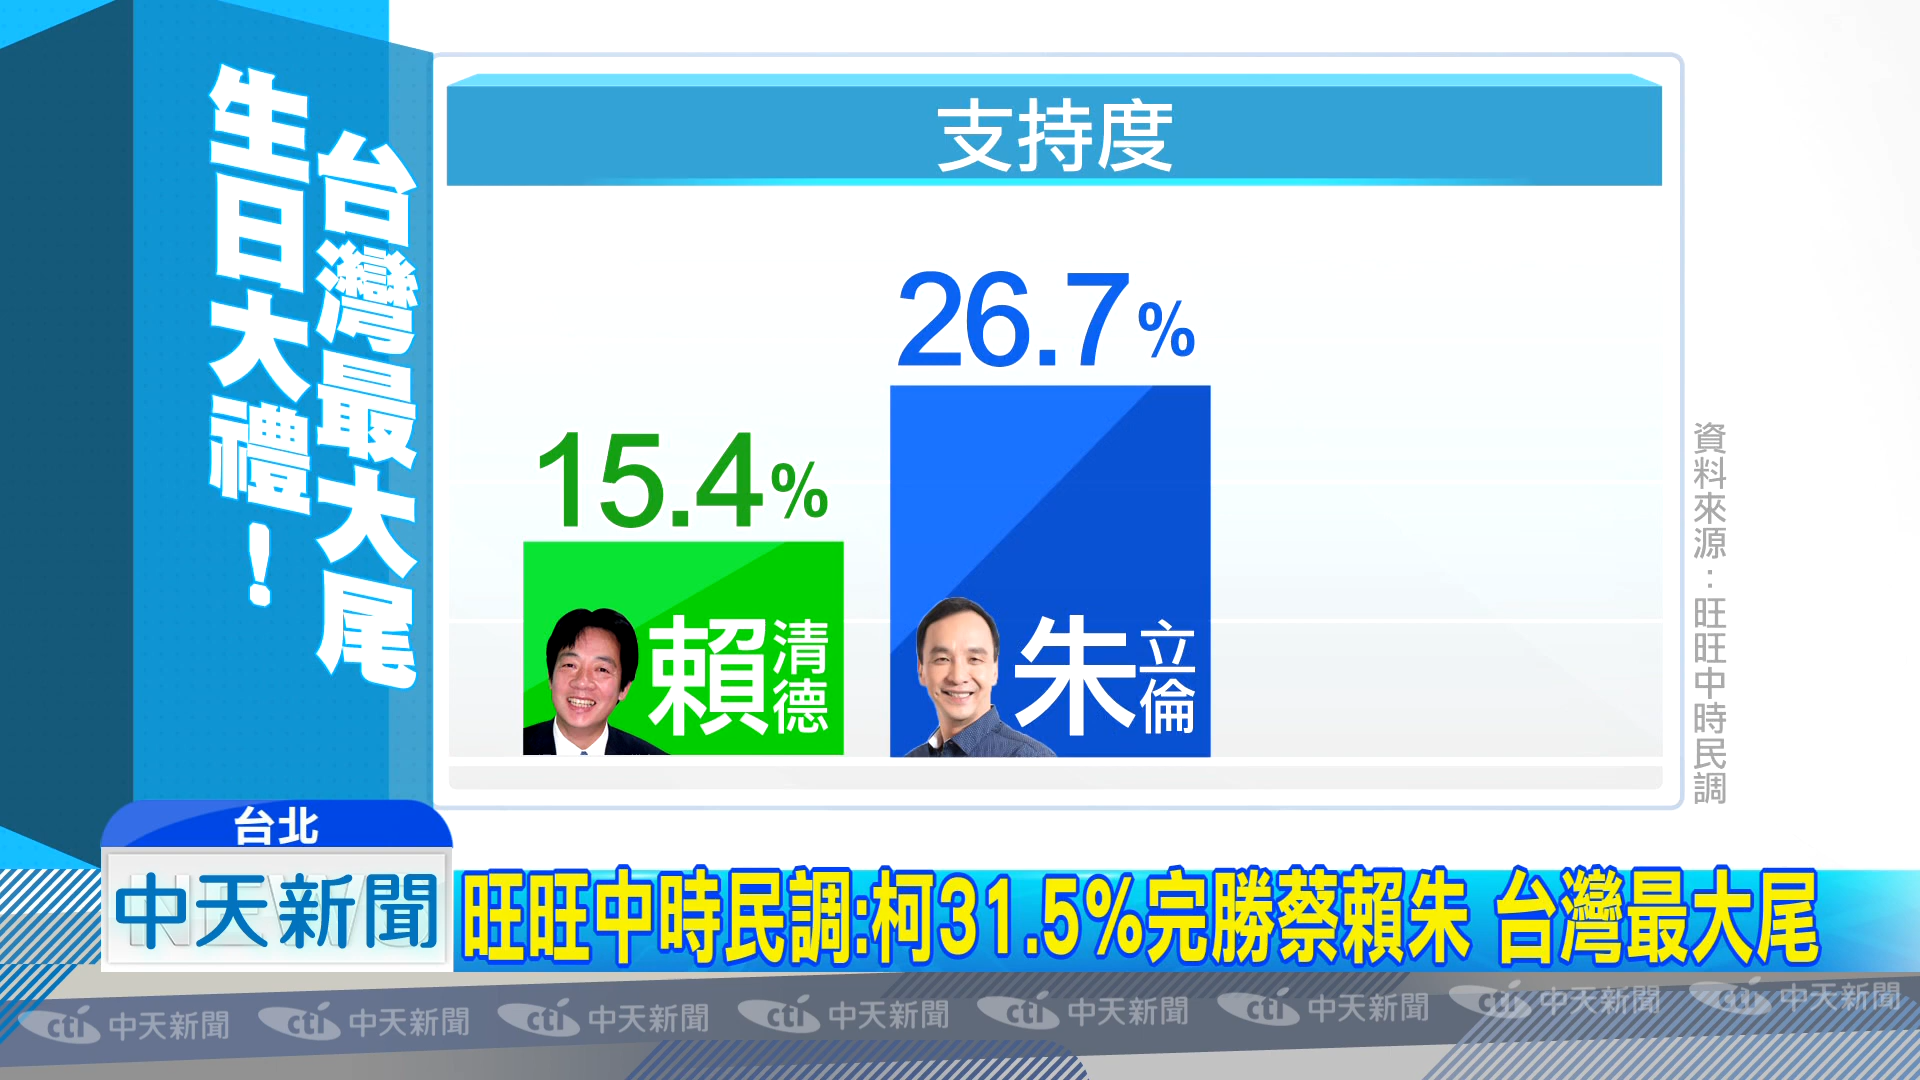 台灣最大尾
生日大禮！
支持度
15.4%
26.7%
賴清德
朱立倫
資料來源：旺旺中時民調
台北
中天新聞
NEWS
旺旺中時民調:柯31.5%完勝蔡賴朱 台灣最大尾
cti 中天新聞 cti 中天新聞 cti 中天新聞 cti 中天新聞 cti 中天新聞 cti 中天新聞 cti 中天新聞 cti 中天新聞